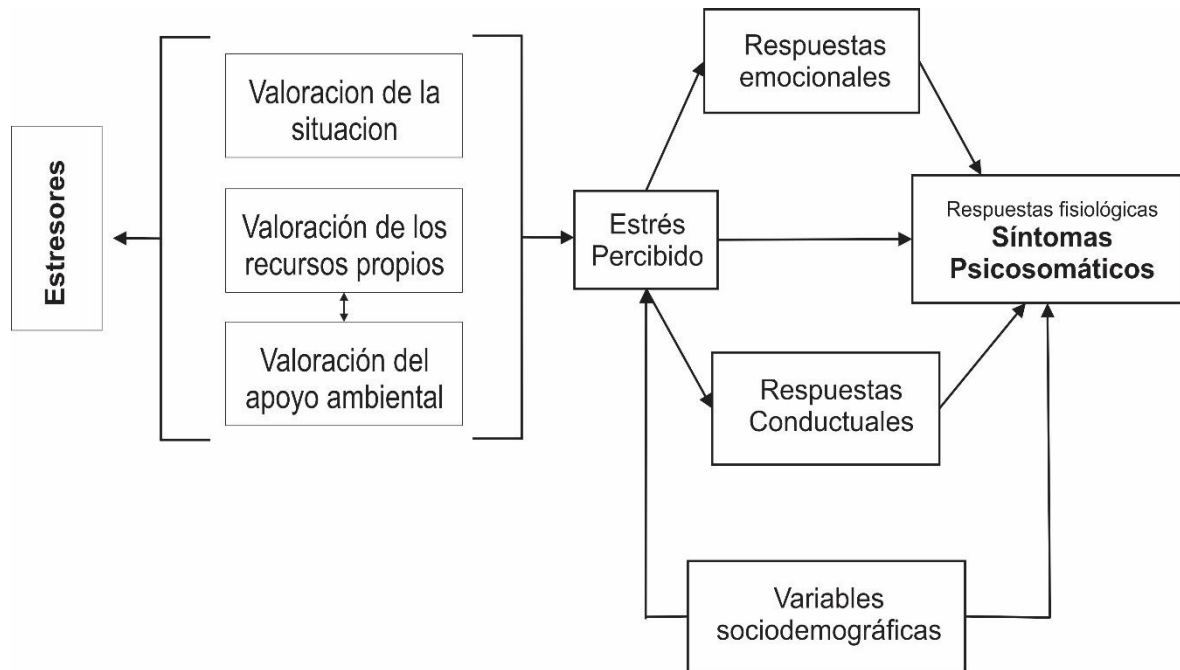 Estresores
Valoracion de la
situacion
Valoración de los
recursos propios
Valoración del
apoyo ambiental
Estrés
Percibido
Respuestas
emocionales
Respuestas fisiológicas
Síntomas
Psicosomáticos
Respuestas
Conductuales
Variables
sociodemográficas